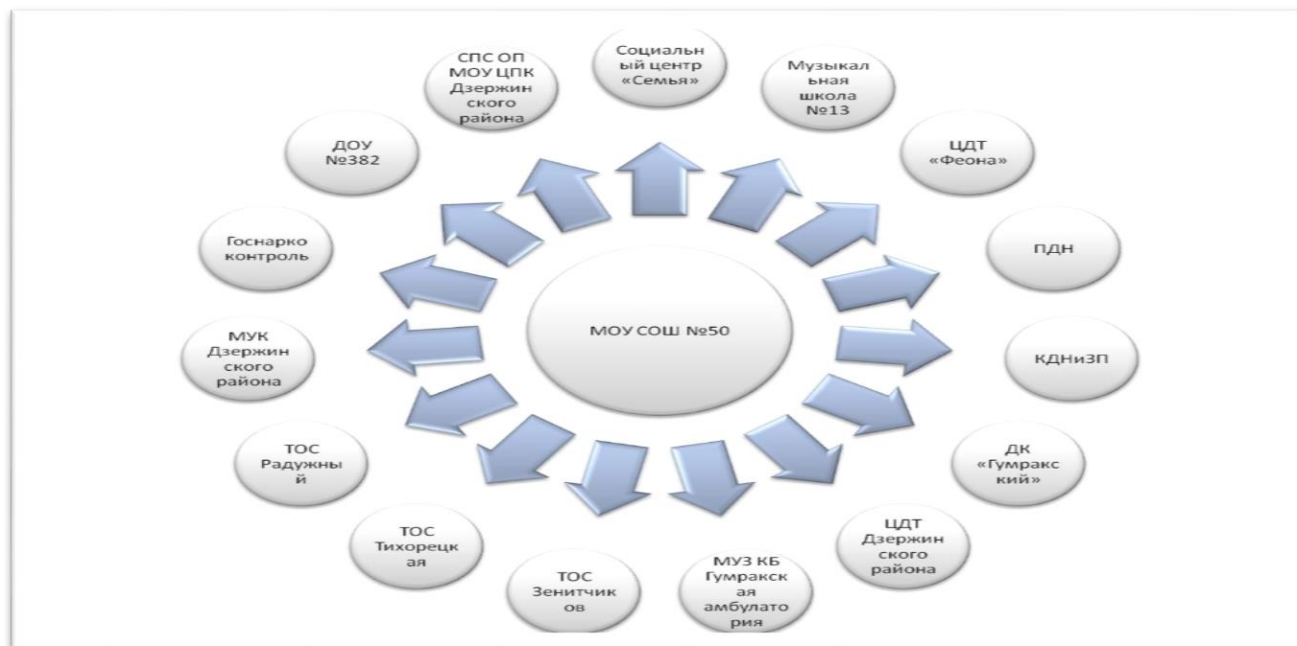 Социальн
ый центр
«Семья»
Музыкал
ьная
школа
№13
ЦДТ
«Феона»
ПДН
КДНиЗП
ДК
«Гумракс
кий»
ЦДТ
Дзержин
ского
района
МУЗ КБ
Гумракск
ая
амбулато
рия
ТОС
Зенитчик
ов
ТОС
Тихорецк
ая
ТОС
Радужны
й
МУК
Дзержин
ского
района
Госнарко
контроль
ДОУ
№382
СПС ОП
МОУ ЦПК
Дзержин
ского
района
МОУ СОШ №50